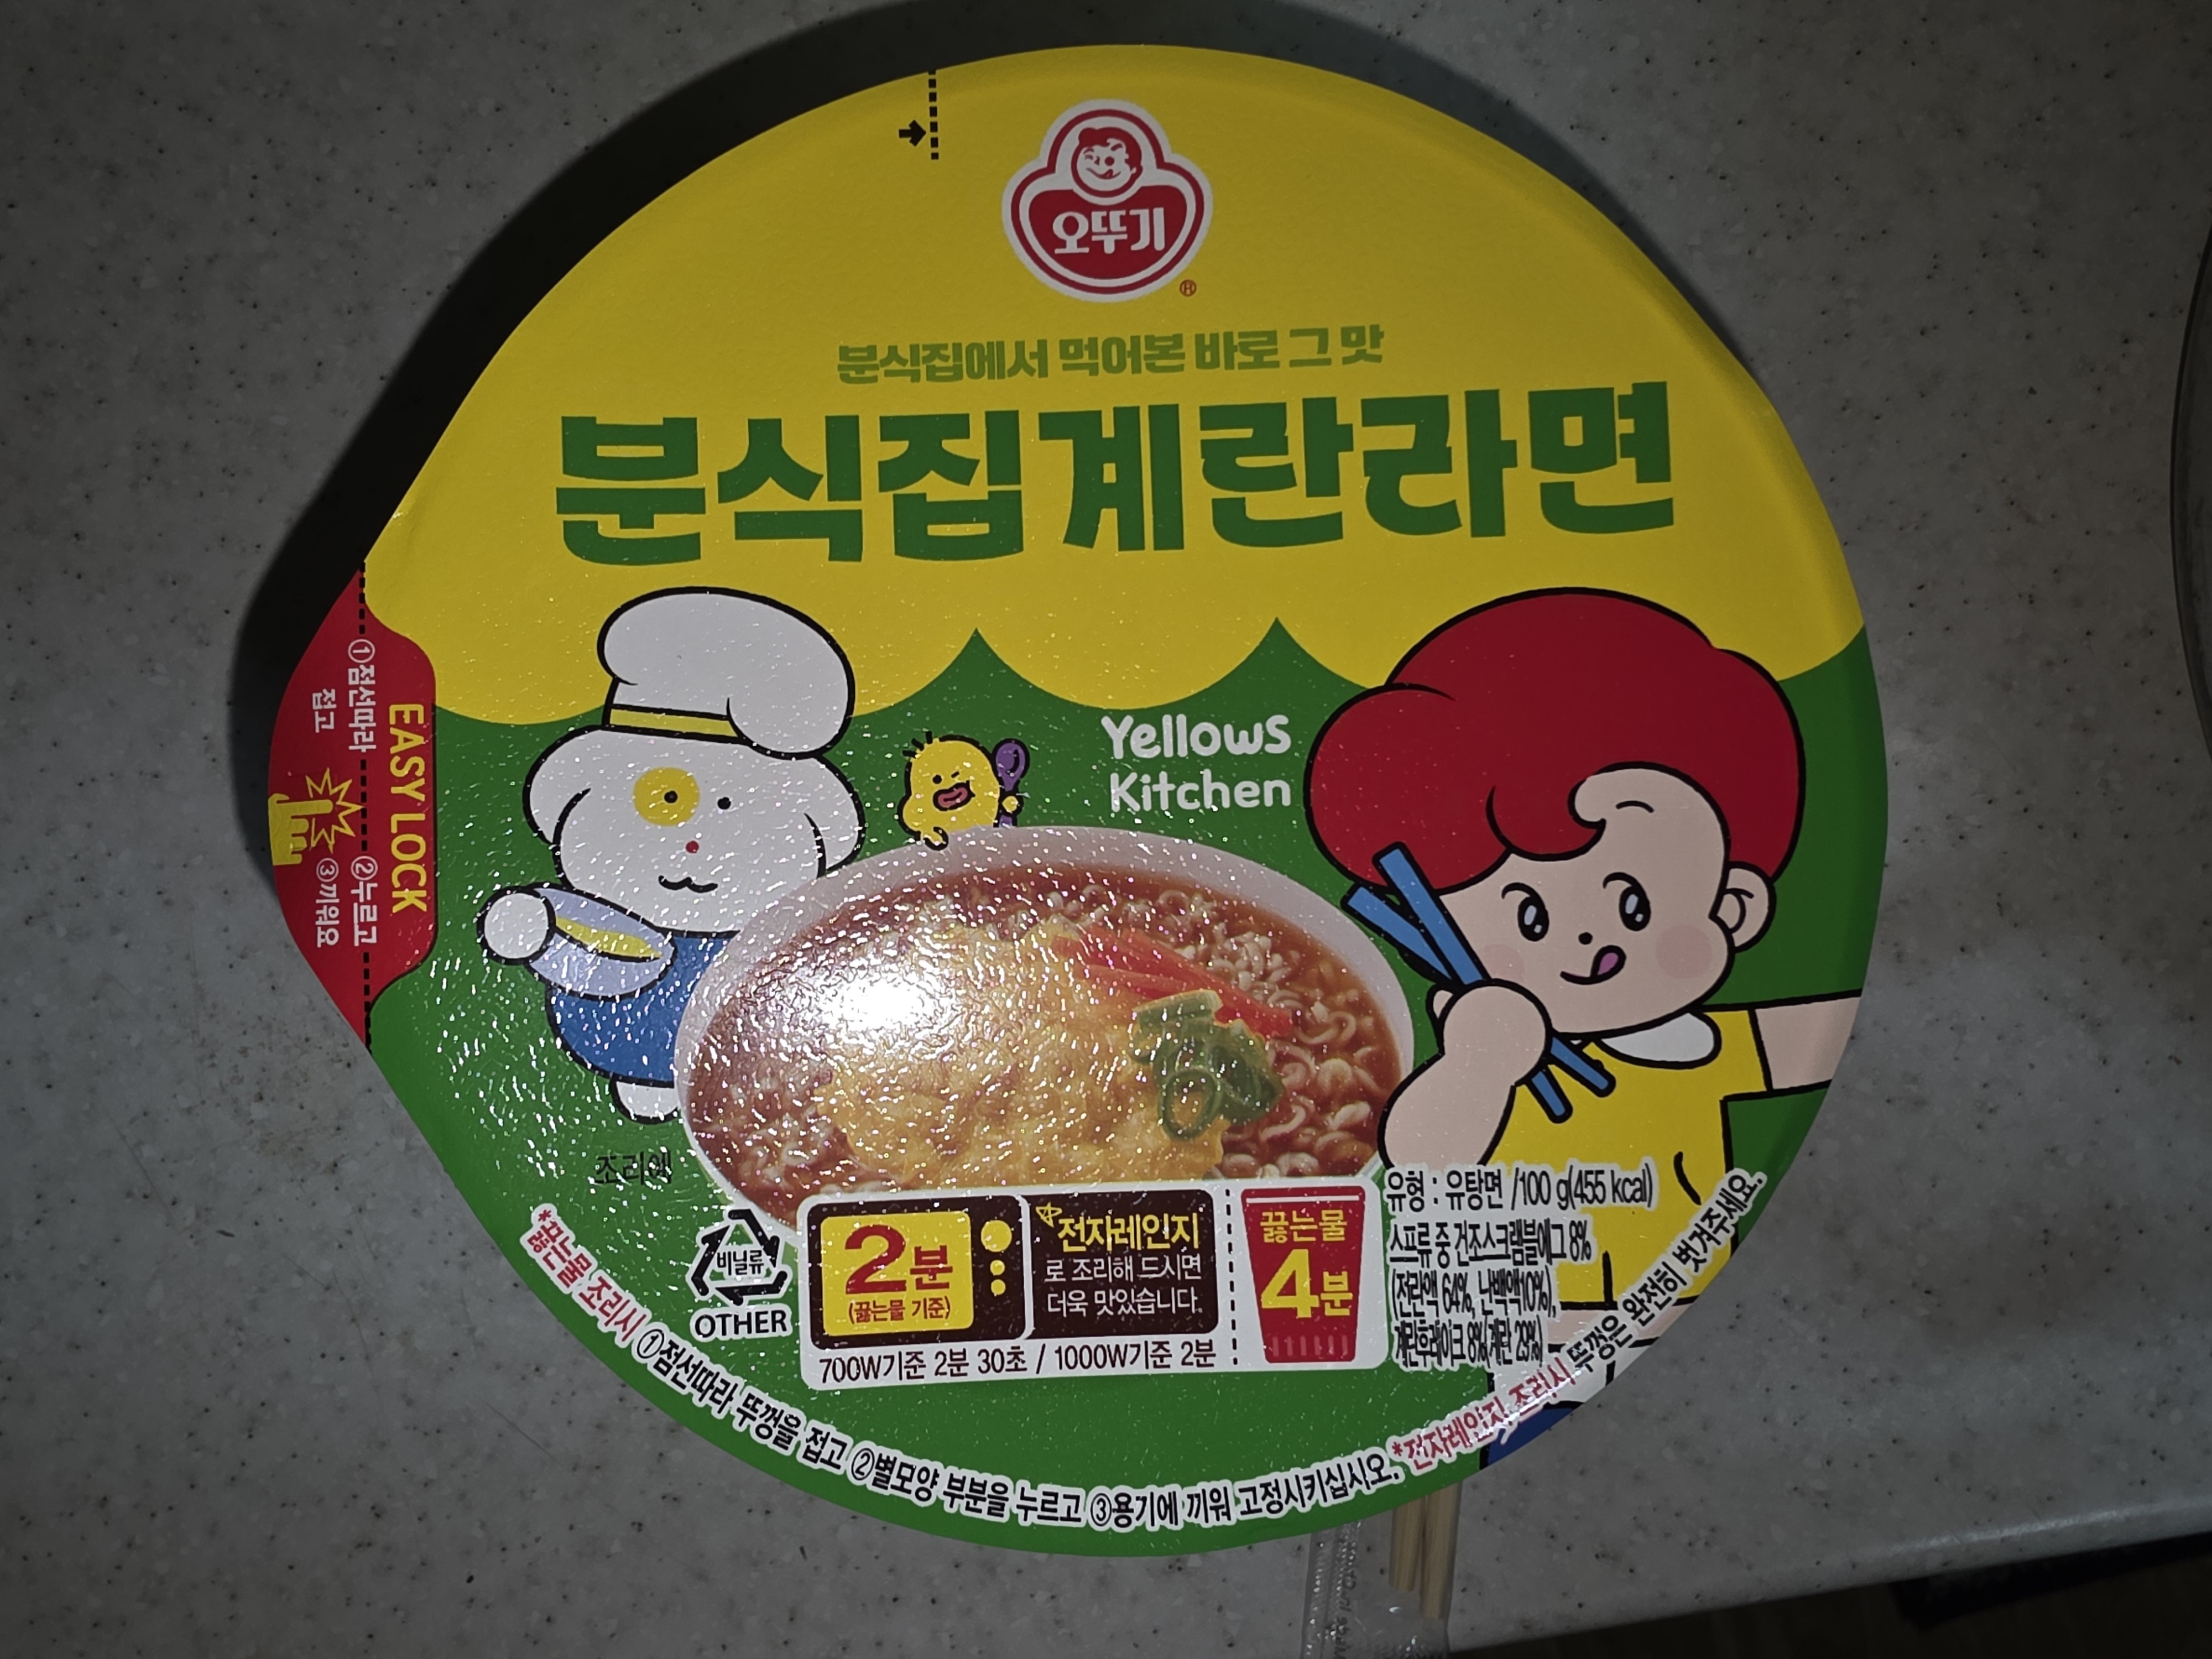 오뚜기
®
분식집에서 먹어본 바로 그 맛
분식집 계란라면
Yellows
Kitchen
EASY LOCK
①점선따라
접고
②누르고
③끼워요
조리예
비닐류
OTHER
2분
(끓는물 기준)
전자레인지
로 조리해 드시면
더욱 맛있습니다.
700W기준 2분 30초 / 1000W기준 2분
끓는물
4분
유형 : 유탕면 /100 g(455 kcal)
스프류 중 건조스크램블에그 8%
(전란액 64%, 난백액10%),
계란후레이크 8%(계란 29%)
*끓는물 조리시 ①점선따라 뚜껑을 접고 ②별모양 부분을 누르고 ③용기에 끼워 고정시키십시오. *전자레인지 조리시 뚜껑은 완전히 벗겨주세요.